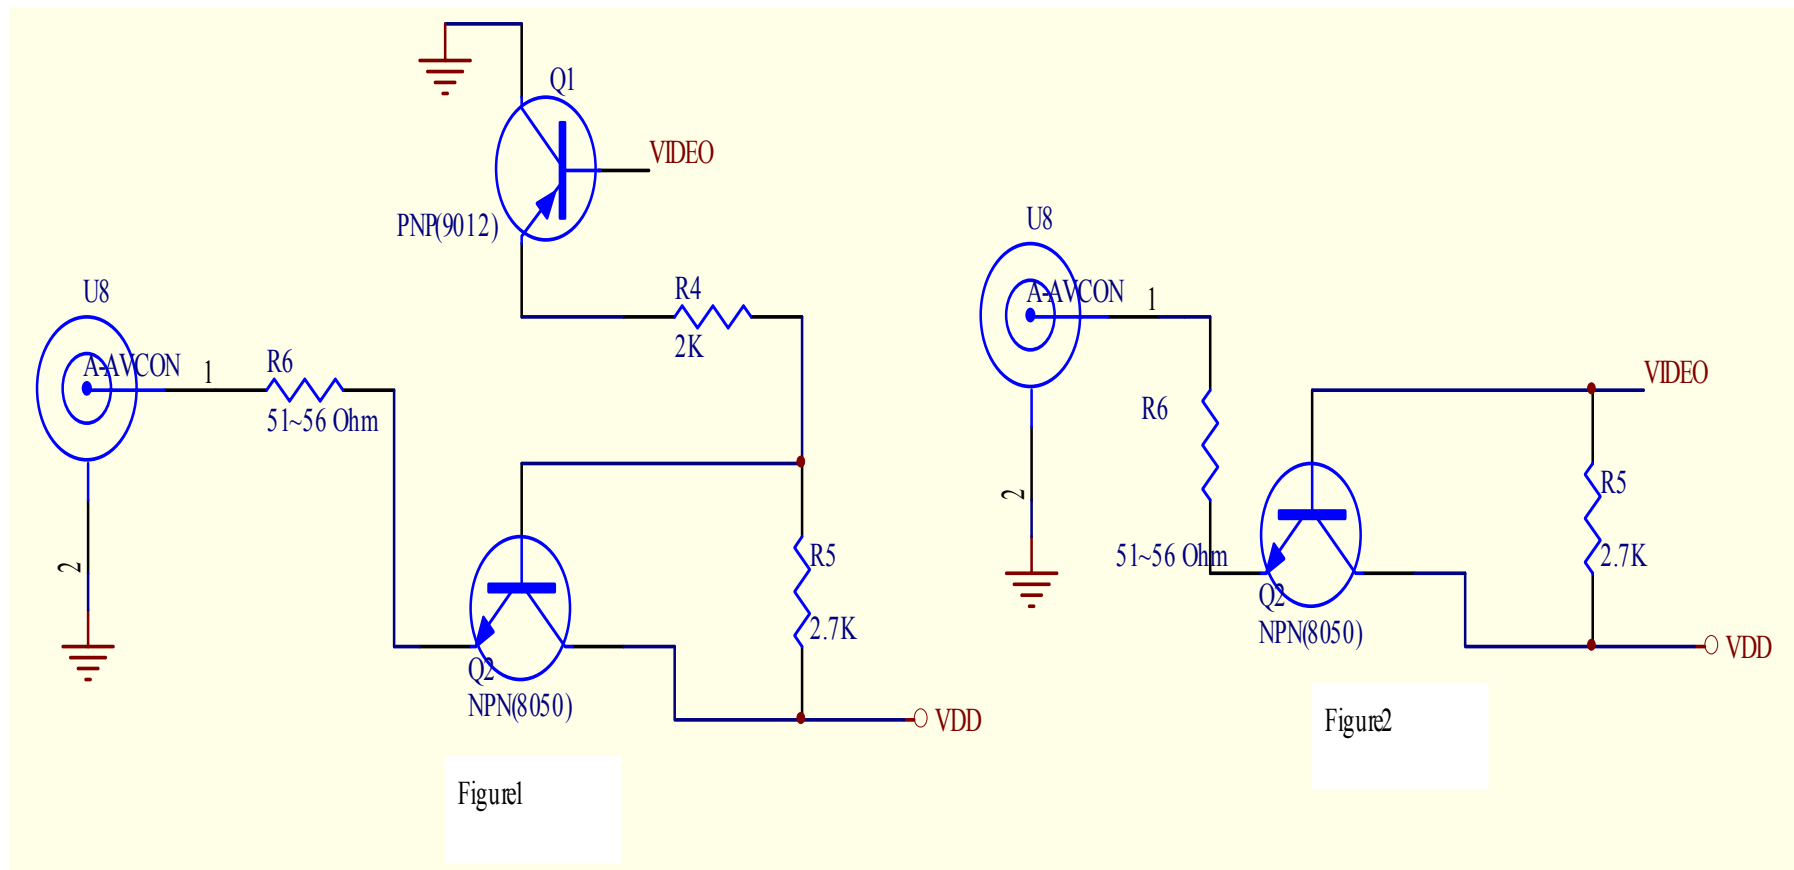 Q1
VIDEO
PNP(9012)
U8
A-AVCON
1
2
R4
2K
R6
51~56 Ohm
R5
2.7K
Q2
NPN(8050)
VDD
Figure1
U8
A-AVCON
1
2
R6
51~56 Ohm
VIDEO
R5
2.7K
Q2
NPN(8050)
VDD
Figure2